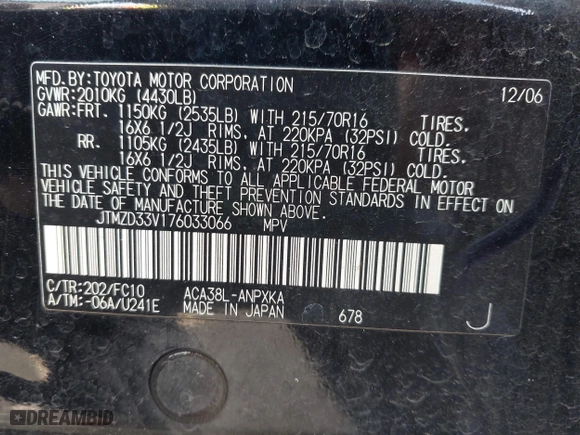 MFD.BY:TOYOTA MOTOR CORPORATION 12/06
GVWR:2010KG (4430LB)
GAWR:FRT. 1150KG (2535LB) WITH 215/70R16 TIRES.
16X6 1/2J RIMS, AT 220KPA (32PSI) COLD.
RR. 1105KG (2435LB) WITH 215/70R16 TIRES.
16X6 1/2J RIMS, AT 220KPA (32PSI) COLD.
THIS VEHICLE CONFORMS TO ALL APPLICABLE FEDERAL MOTOR
VEHICLE SAFETY AND THEFT PREVENTION STANDARDS IN EFFECT ON
THE DATE OF MANUFACTURE SHOWN ABOVE.
JTMZD33V176033066 MPV
C/TR:202/FC10 ACA38L-ANPXKA
A/TM:-06A/U241E MADE IN JAPAN 678 J
DREAMBID